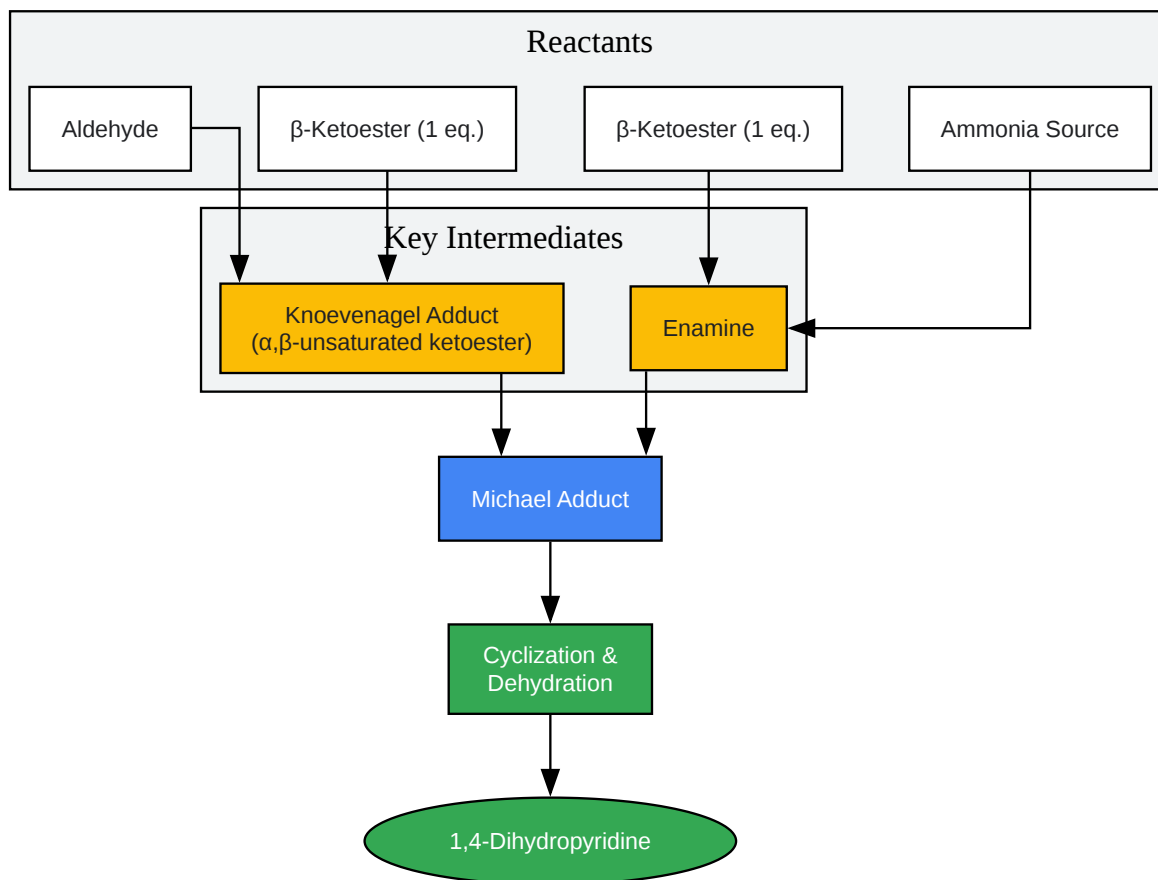 Reactants
Aldehyde
β-Ketoester (1 eq.)
β-Ketoester (1 eq.)
Ammonia Source
Key Intermediates
Knoevenagel Adduct
(α,β-unsaturated ketoester)
Enamine
Michael Adduct
Cyclization &
Dehydration
1,4-Dihydropyridine